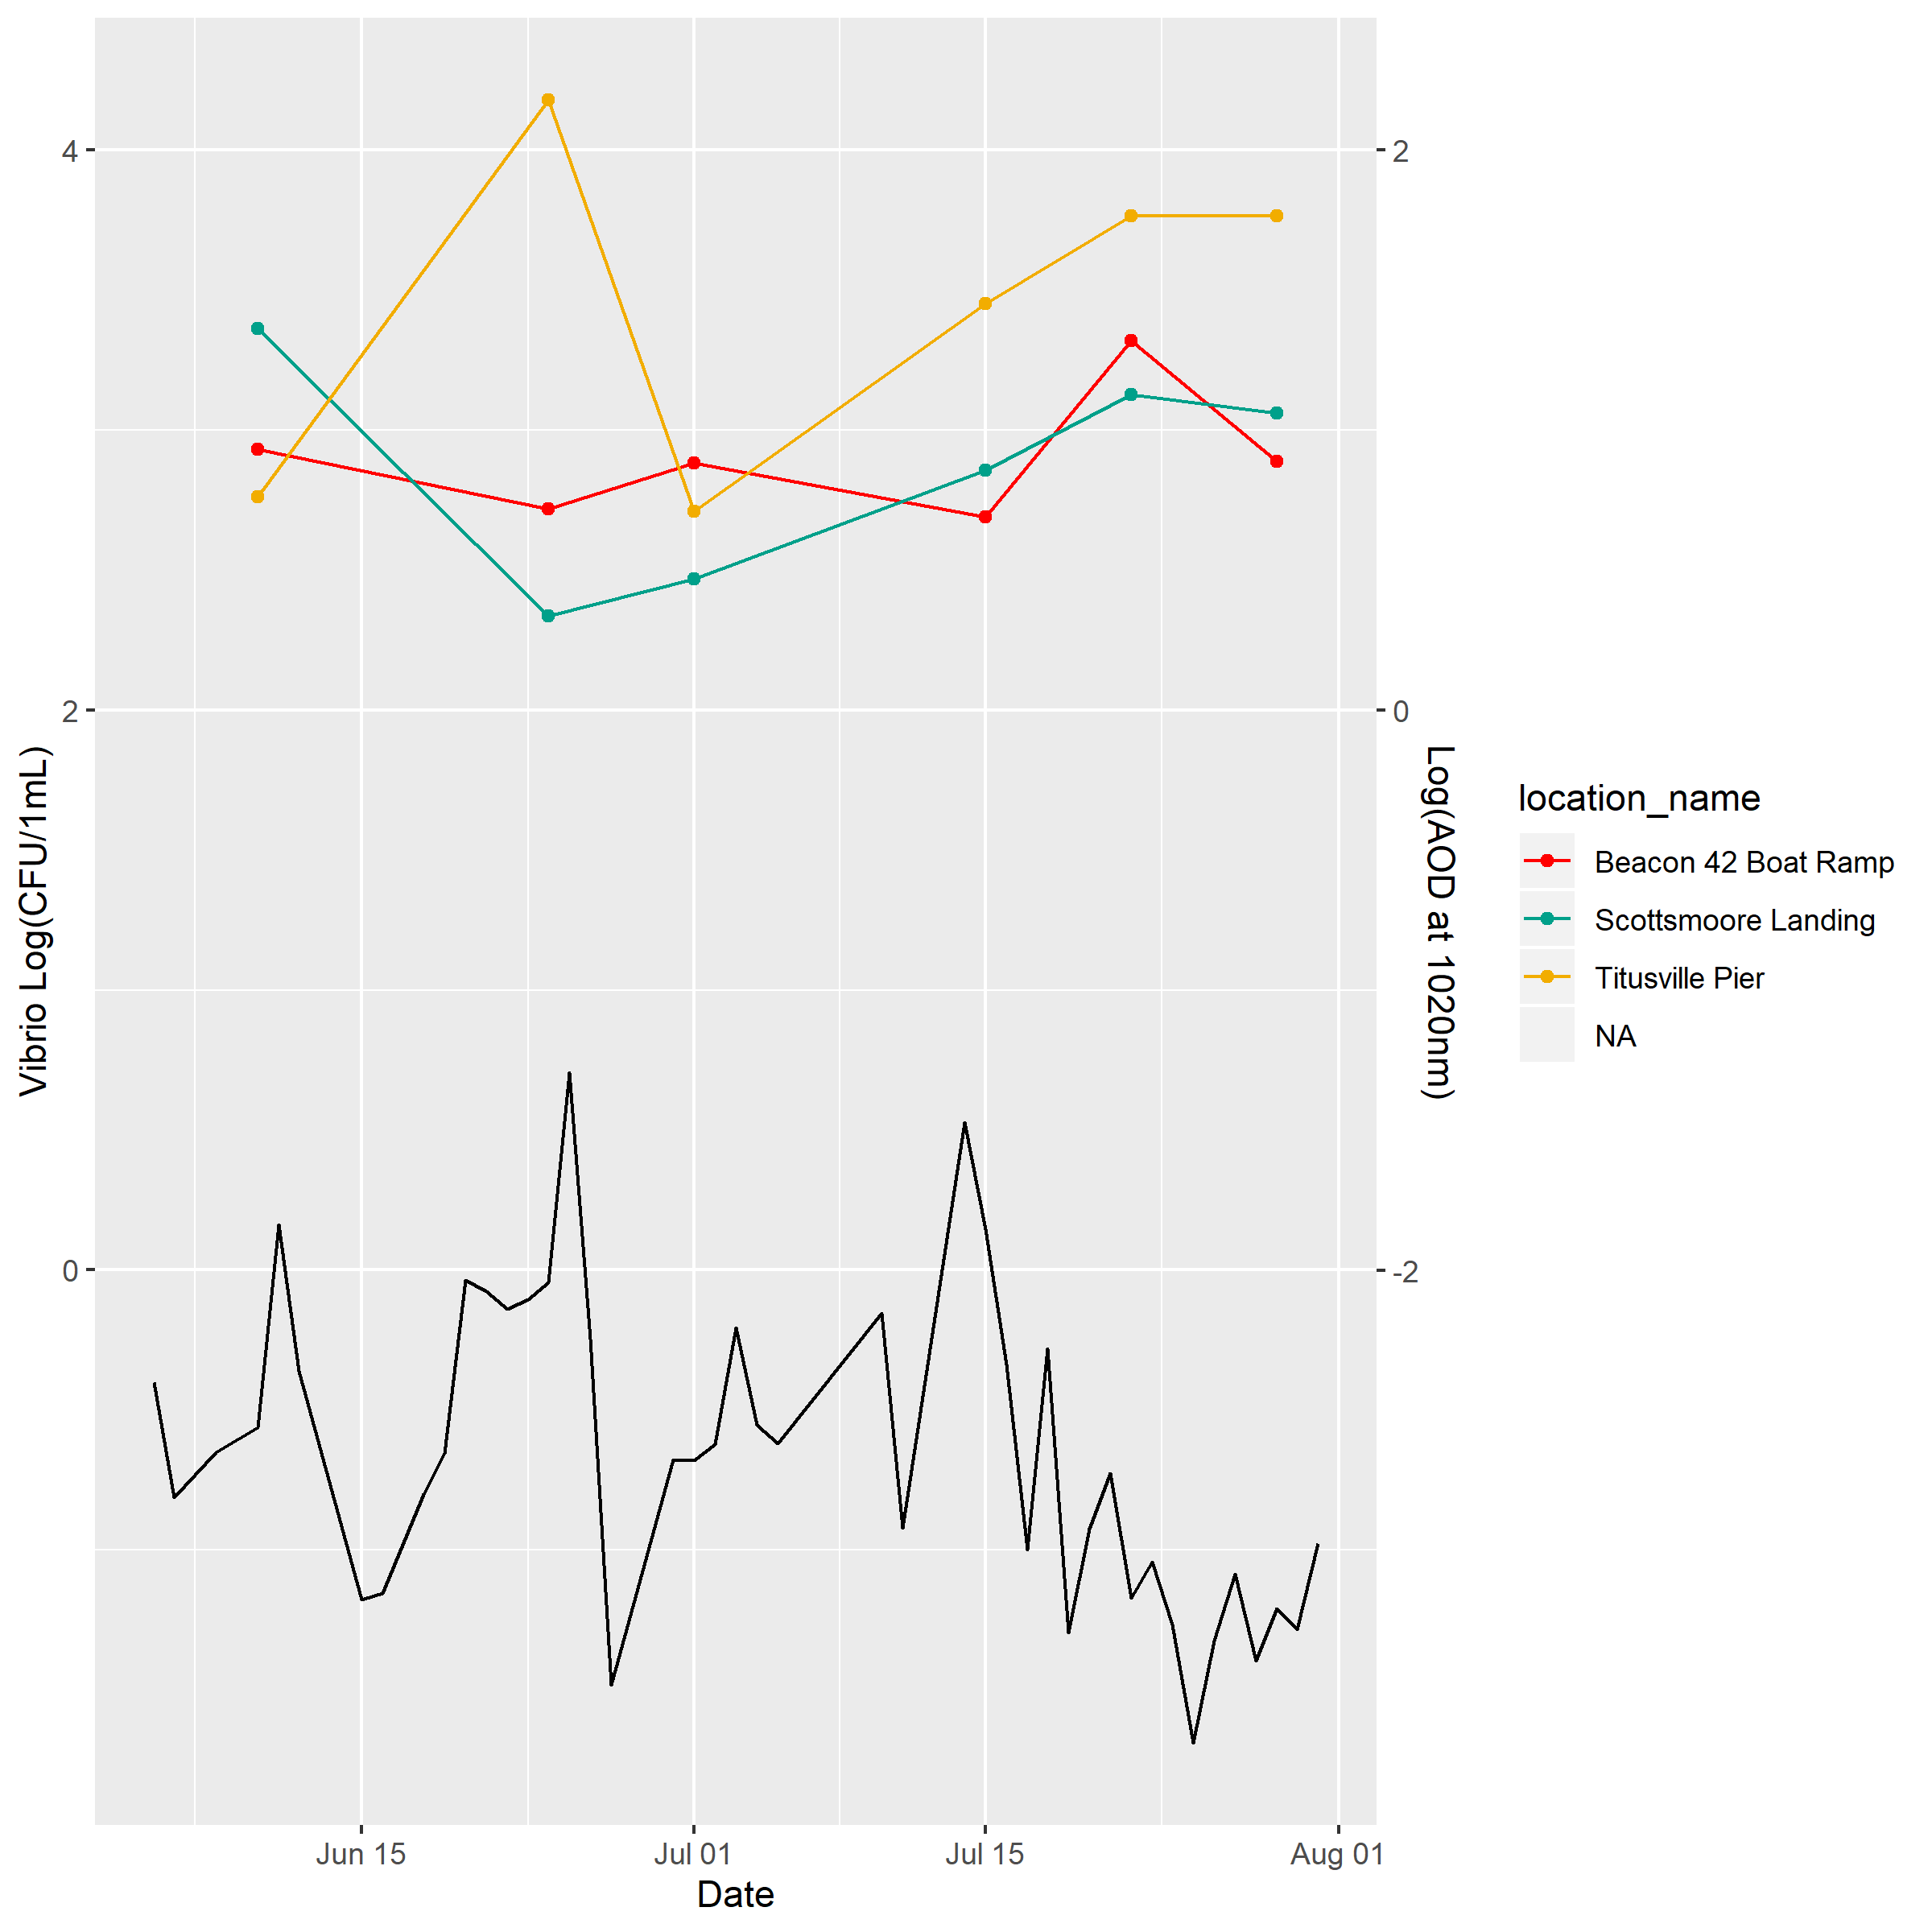 4
2
0
Vibrio Log(CFU/1mL)
2
0
-2
Log(AOD at 1020nm)
Jun 15
Jul 01
Jul 15
Aug 01
Date
location_name
Beacon 42 Boat Ramp
Scottsmoore Landing
Titusville Pier
NA